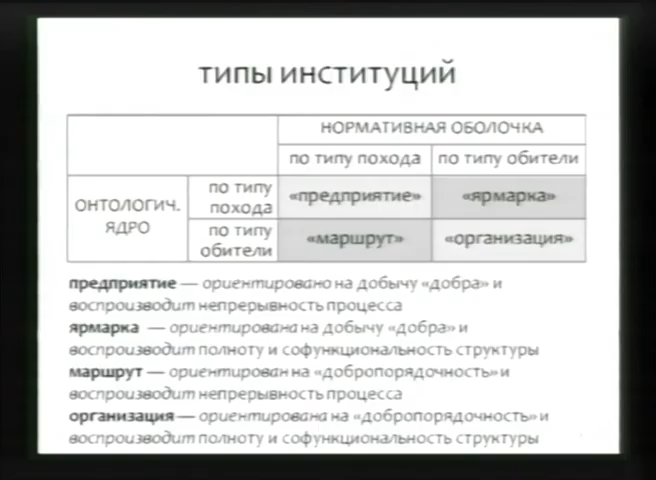 типы институций
НОРМАТИВНАЯ ОБОЛОЧКА
по типу похода по типу обители
ОНТОЛОГИЧ. ЯДРО
по типу похода «предприятие» «ярмарка»
по типу обители «маршрут» «организация»
предприятие — ориентировано на добычу «добра» и
воспроизводит непрерывность процесса
ярмарка — ориентирована на добычу «добра» и
воспроизводит полноту и софункциональность структуры
маршрут — ориентирован на «добропорядочность» и
воспроизводит непрерывность процесса
организация — ориентирована на «добропорядочность» и
воспроизводит полноту и софункциональность структуры